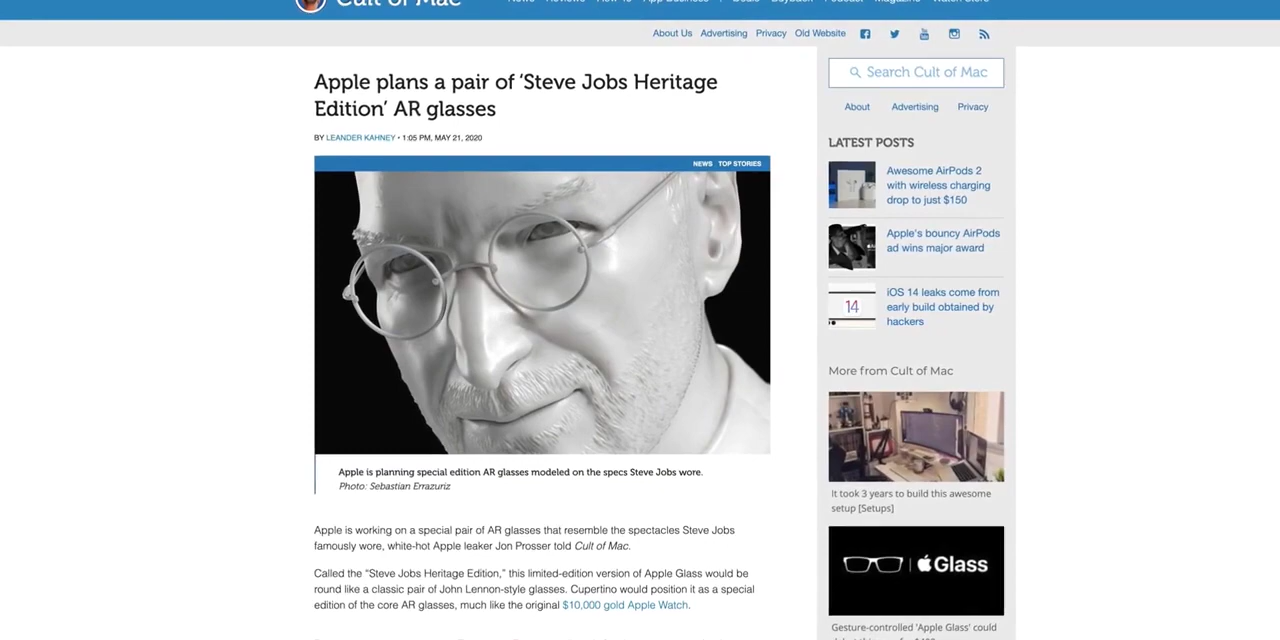 Cult of Mac
About Us Advertising Privacy Old Website
Search Cult of Mac
About Advertising Privacy
Apple plans a pair of ‘Steve Jobs Heritage
Edition’ AR glasses
BY LEANDER KAHNEY • 1:05 PM, MAY 21, 2020
NEWS TOP STORIES
Apple is planning special edition AR glasses modeled on the specs Steve Jobs wore.
Photo: Sebastian Errazuriz
Apple is working on a special pair of AR glasses that resemble the spectacles Steve Jobs
famously wore, white-hot Apple leaker Jon Prosser told Cult of Mac.
Called the “Steve Jobs Heritage Edition,” this limited-edition version of Apple Glass would be
round like a classic pair of John Lennon-style glasses. Cupertino would position it as a special
edition of the core AR glasses, much like the original $10,000 gold Apple Watch.
LATEST POSTS
Awesome AirPods 2
with wireless charging
drop to just $150
Apple's bouncy AirPods
ad wins major award
14
iOS 14 leaks come from
early build obtained by
hackers
More from Cult of Mac
It took 3 years to build this awesome
setup [Setups]
Glass
Gesture-controlled 'Apple Glass' could